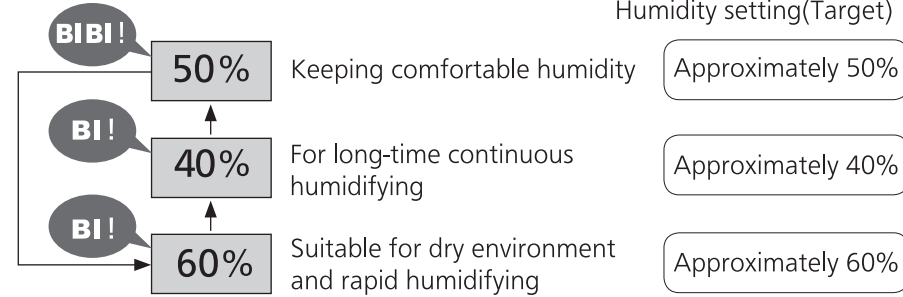 Humidity setting(Target)
BIBI!
50%
Keeping comfortable humidity
Approximately 50%
BI!
40%
For long-time continuous
humidifying
Approximately 40%
BI!
60%
Suitable for dry environment
and rapid humidifying
Approximately 60%